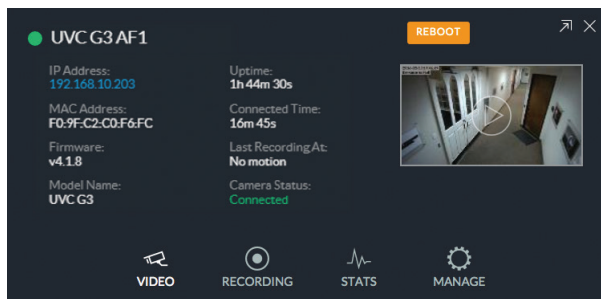 UVC G3 AF1
REBOOT
IP Address:
192.168.10.203
Uptime:
1h 44m 30s
MAC Address:
F0:9F:C2:C0:F6:FC
Connected Time:
16m 45s
Firmware:
v4.1.8
Last Recording At:
No motion
Model Name:
UVC G3
Camera Status:
Connected
VIDEO
RECORDING
STATS
MANAGE